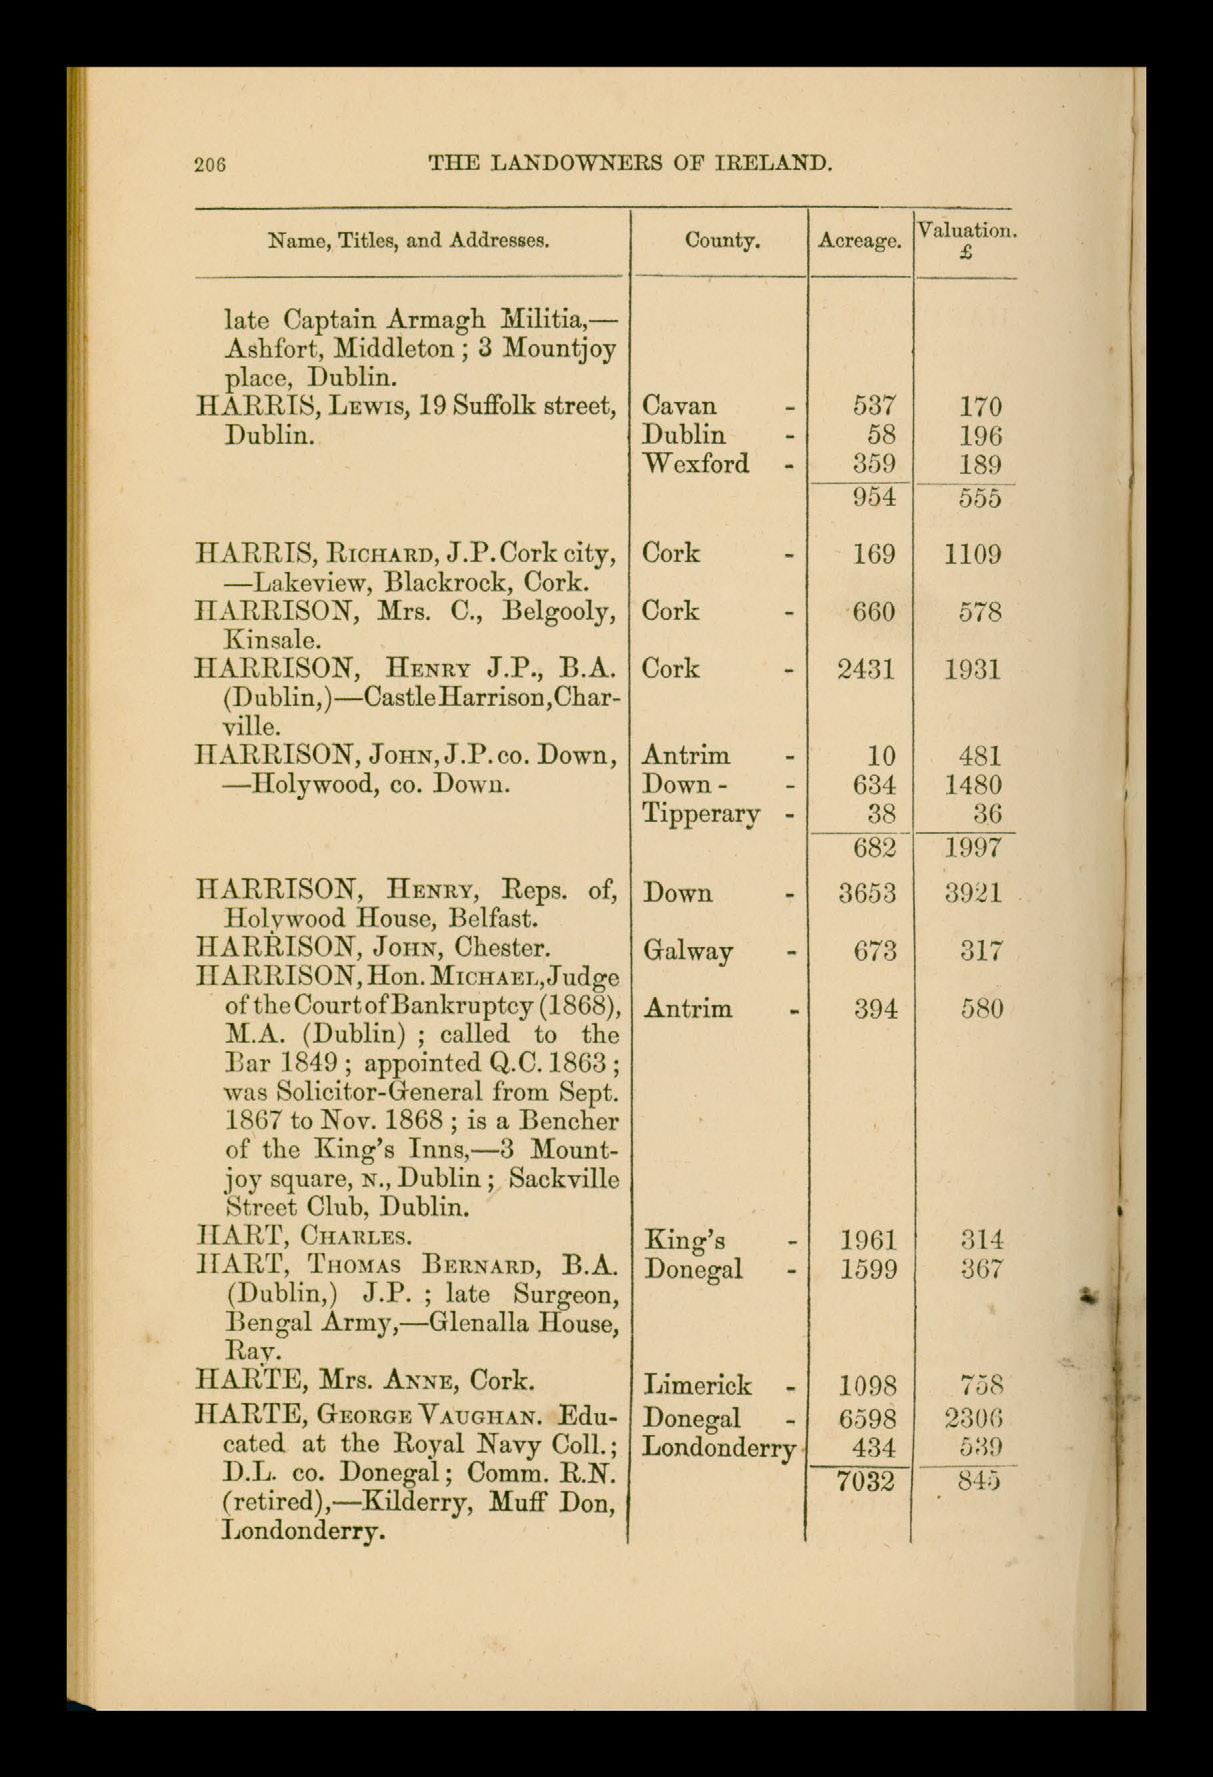 206 THE LANDOWNERS OF IRELAND.
Name, Titles, and Addresses. County. Acreage. Valuation. £
late Captain Armagh Militia,—
Ashfort, Middleton ; 3 Mountjoy
place, Dublin.
HARRIS, LEWIS, 19 Suffolk street, Cavan - 537 170
Dublin. Dublin - 58 196
Wexford - 359 189
954 555
HARRIS, RICHARD, J.P. Cork city, Cork - 169 1109
—Lakeview, Blackrock, Cork.
HARRISON, Mrs. C., Belgooly, Cork - 660 578
Kinsale.
HARRISON, HENRY J.P., B.A. Cork - 2431 1931
(Dublin,)—Castle Harrison, Char-
ville.
HARRISON, JOHN, J.P. co. Down, Antrim - 10 481
—Holywood, co. Down. Down - - 634 1480
Tipperary - 38 36
682 1997
HARRISON, HENRY, Reps. of, Down - 3653 3921
Holywood House, Belfast.
HARRISON, JOHN, Chester. Galway - 673 317
HARRISON, Hon. MICHAEL, Judge
of the Court of Bankruptcy (1868), Antrim - 394 580
M.A. (Dublin) ; called to the
Bar 1849 ; appointed Q.C. 1863 ;
was Solicitor-General from Sept.
1867 to Nov. 1868 ; is a Bencher
of the King's Inns,—3 Mount-
joy square, N., Dublin ; Sackville
Street Club, Dublin.
HART, CHARLES. King's - 1961 314
HART, THOMAS BERNARD, B.A. Donegal - 1599 367
(Dublin,) J.P. ; late Surgeon,
Bengal Army,—Glenalla House,
Ray.
HARTE, Mrs. ANNE, Cork. Limerick - 1098 758
HARTE, GEORGE VAUGHAN. Edu- Donegal - 6598 2306
cated at the Royal Navy Coll. ; Londonderry 434 539
D.L. co. Donegal ; Comm. R.N. 7032 845
(retired),—Kilderry, Muff Don,
Londonderry.